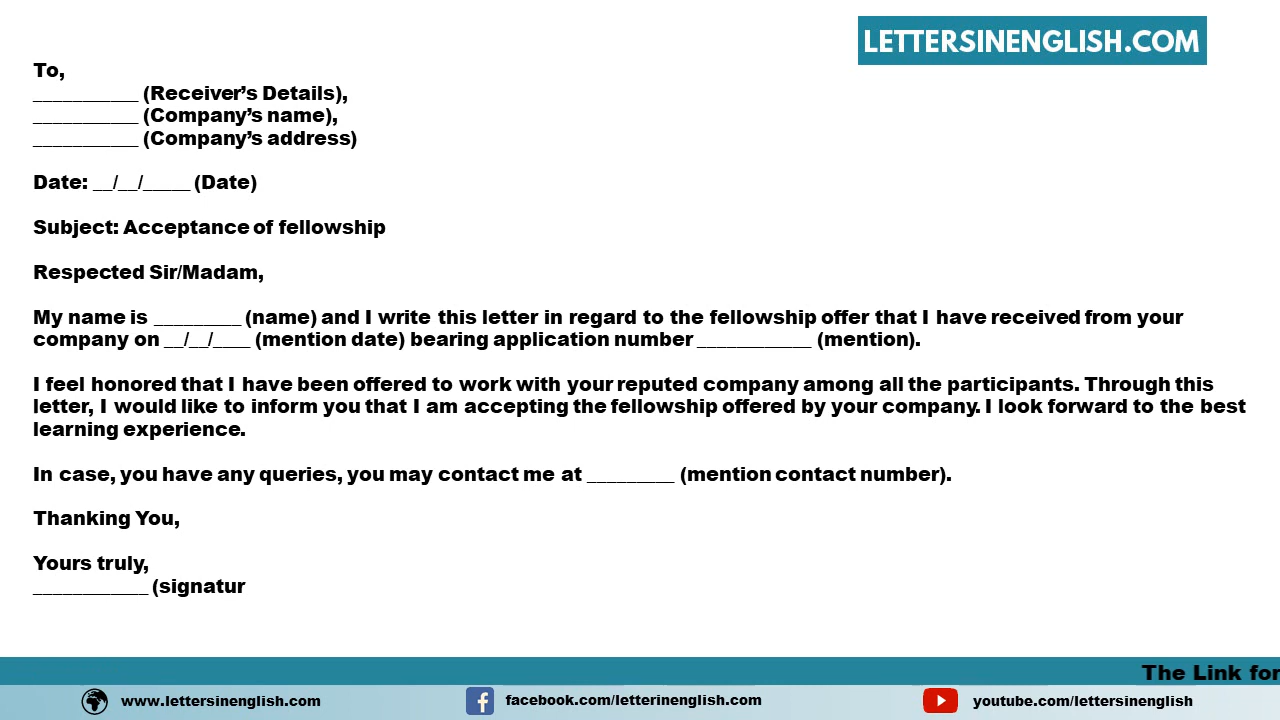 LETTERSINENGLISH.COM
To,
___________ (Receiver’s Details),
___________ (Company’s name),
___________ (Company’s address)
Date: __/__/_____ (Date)
Subject: Acceptance of fellowship
Respected Sir/Madam,
My name is _________ (name) and I write this letter in regard to the fellowship offer that I have received from your
company on __/__/____ (mention date) bearing application number ____________ (mention).
I feel honored that I have been offered to work with your reputed company among all the participants. Through this
letter, I would like to inform you that I am accepting the fellowship offered by your company. I look forward to the best
learning experience.
In case, you have any queries, you may contact me at _________ (mention contact number).
Thanking You,
Yours truly,
____________ (signatur
The Link for
www.lettersinenglish.com
facebook.com/letterinenglish.com
youtube.com/lettersinenglish